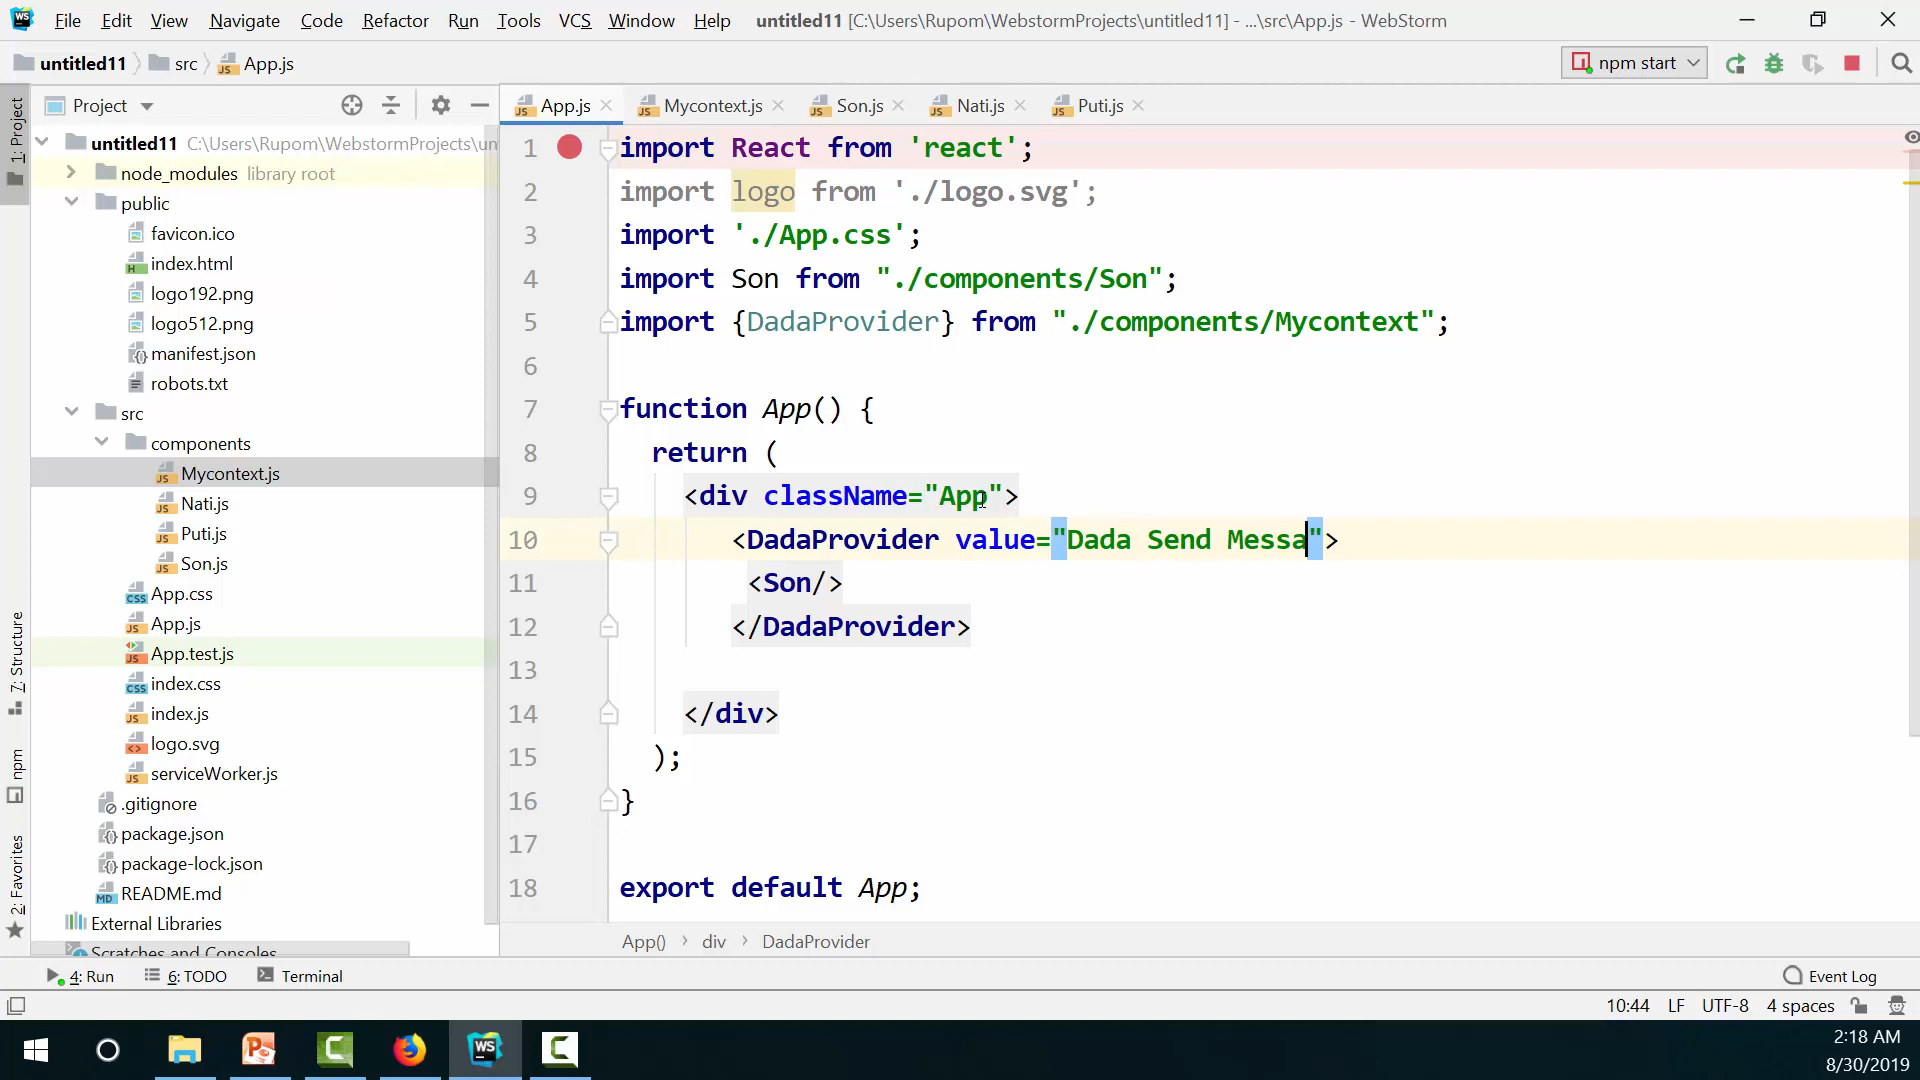 File Edit View Navigate Code Refactor Run Tools VCS Window Help untitled11 [C:\Users\Rupom\WebstormProjects\untitled11] - ...\src\App.js - WebStorm
untitled11 src App.js npm start
Project
App.js Mycontext.js Son.js Nati.js Puti.js
1: Project
7: Structure
npm
2: Favorites
untitled11 C:\Users\Rupom\WebstormProjects\un
node_modules library root
public
favicon.ico
index.html
logo192.png
logo512.png
manifest.json
robots.txt
src
components
Mycontext.js
Nati.js
Puti.js
Son.js
App.css
App.js
App.test.js
index.css
index.js
logo.svg
serviceWorker.js
.gitignore
package.json
package-lock.json
README.md
External Libraries
Scratches and Consoles
1 import React from 'react';
2 import logo from './logo.svg';
3 import './App.css';
4 import Son from "./components/Son";
5 import {DadaProvider} from "./components/Mycontext";
6
7 function App() {
8 return (
9 <div className="App">
10 <DadaProvider value="Dada Send Messa">
11 <Son/>
12 </DadaProvider>
13
14 </div>
15 );
16 }
17
18 export default App;
App() div DadaProvider
4: Run 6: TODO Terminal Event Log
10:44 LF UTF-8 4 spaces
2:18 AM
8/30/2019